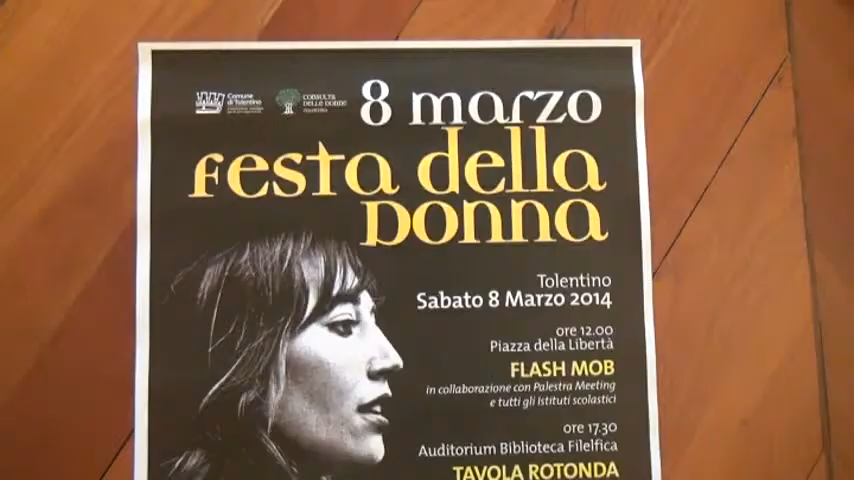 Comune
di Tolentino
CONSULTA
DELLE DONNE
8 marzo
festa della
Donna
Tolentino
Sabato 8 Marzo 2014
ore 12.00
Piazza della Libertà
FLASH MOB
in collaborazione con Palestra Meeting
e tutti gli Istituti scolastici
ore 17.30
Auditorium Biblioteca Filelfica
TAVOLA ROTONDA